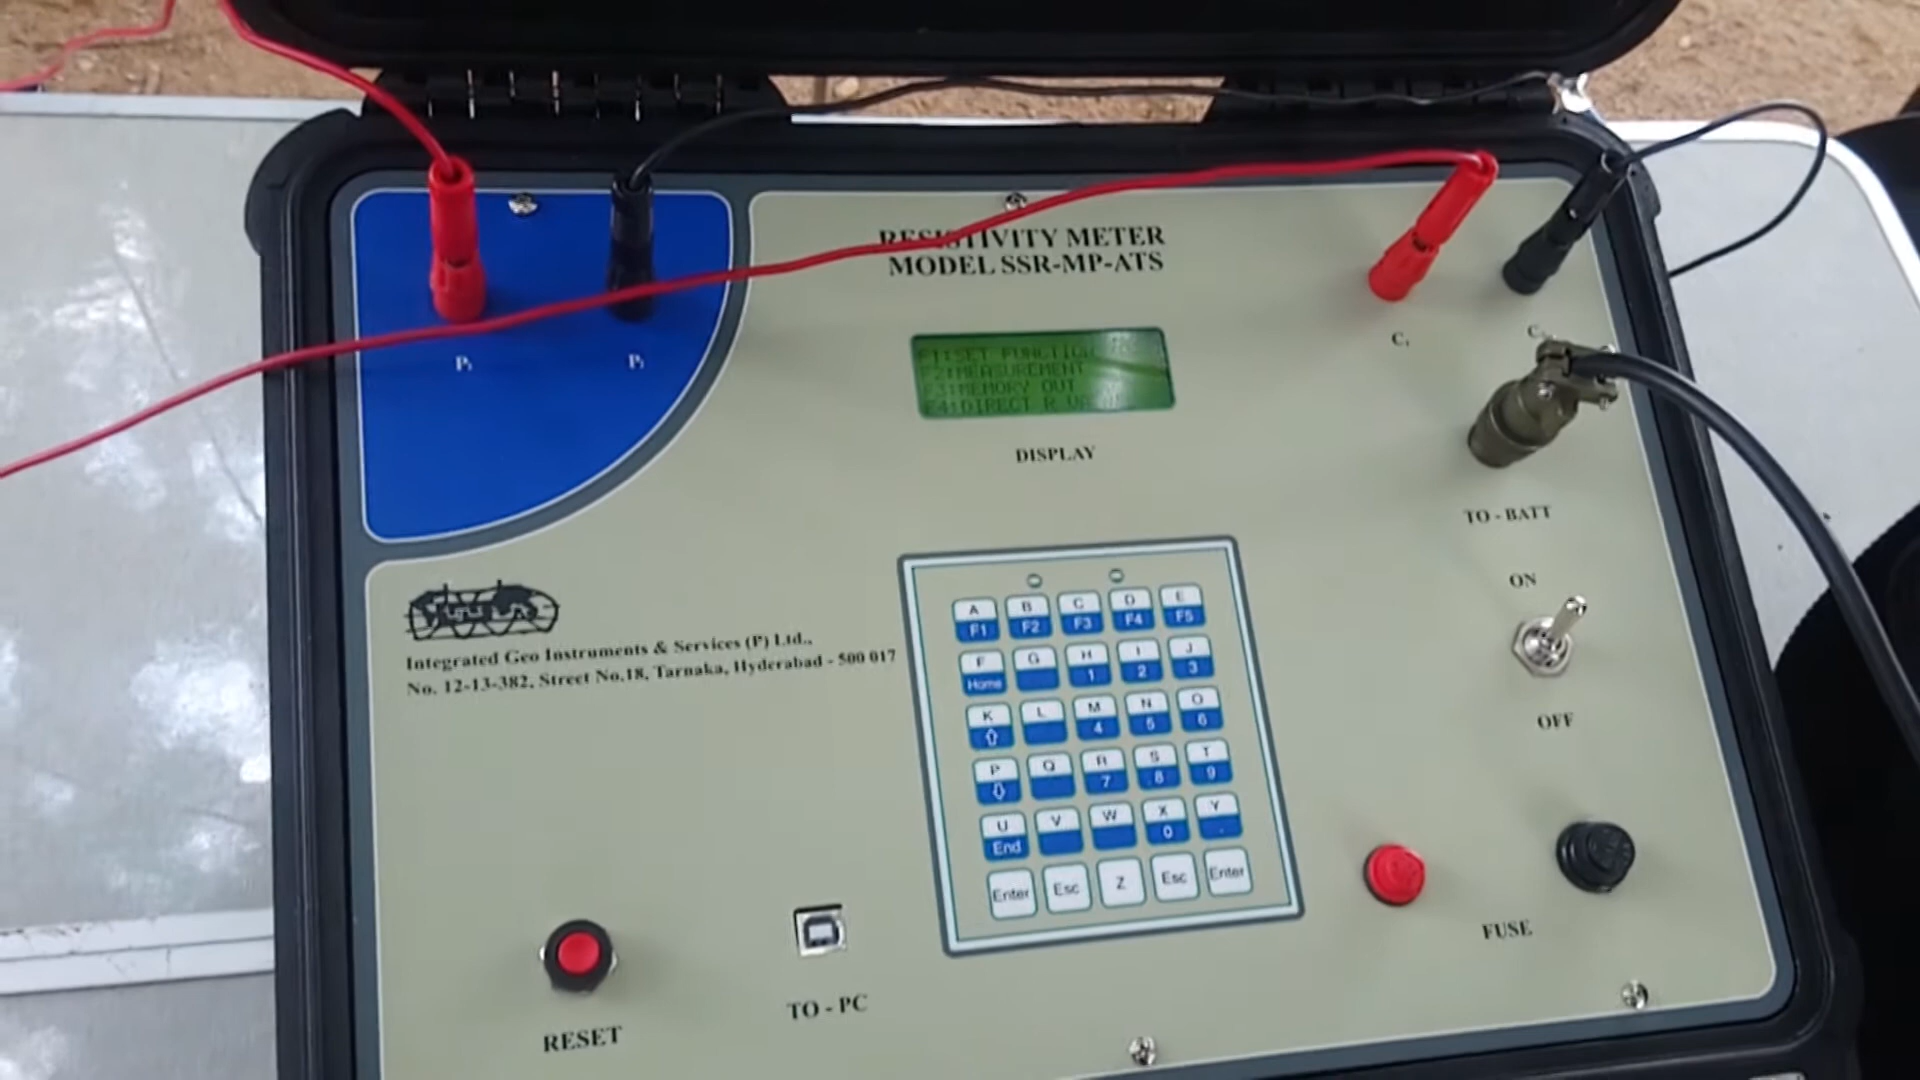 RESISTIVITY METER
MODEL SSR-MP-ATS
P₁
P₂
C₁
F1:SET FUNCTION
F2:MEASUREMENT
F3:MEMORY OUT
F4:DIRECT R
DISPLAY
TO - BATT
ON
OFF
Integrated Geo Instruments & Services (P) Ltd.,
No. 12-13-382, Street No.18, Tarnaka, Hyderabad - 500 017
A B C D E
F1 F2 F3 F4 F5
F G H I J
Home 1 2 3
K L M N O
⇧ 4 5 6
P Q R S T
⇩ 7 8 9
U V W X Y
End 0 .
Enter Esc Z Esc Enter
FUSE
RESET
TO - PC